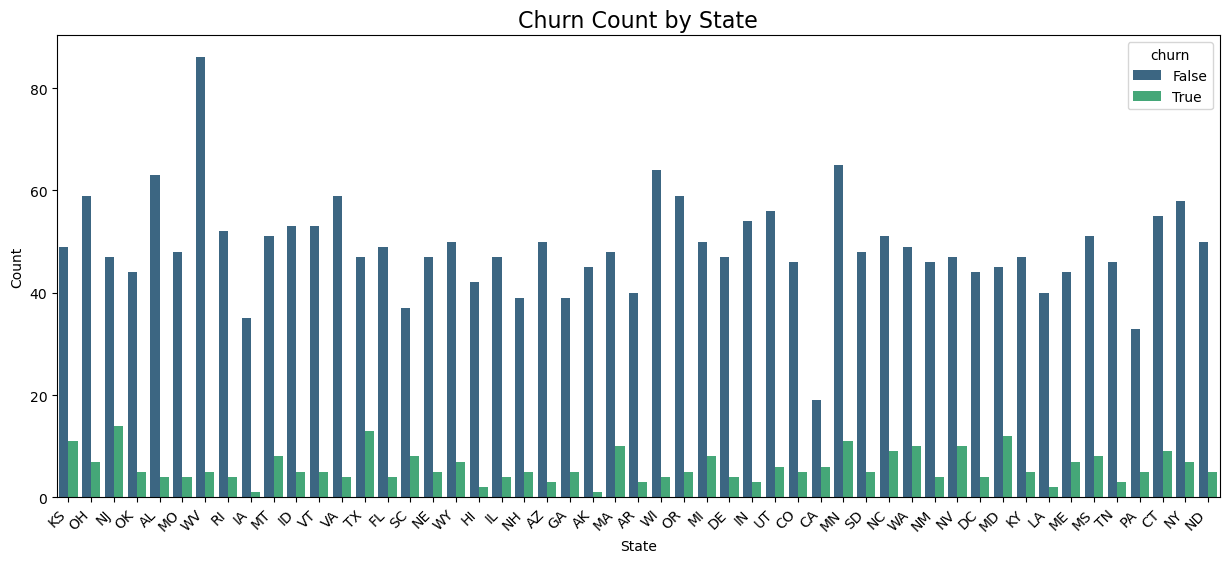 Churn Count by State
churn
False
True
80
60
40
20
0
Count
KS OH NJ OK AL MO WV RI IA MT ID VT VA TX FL SC NE WY HI IL NH AZ GA AK MA AR WI OR MI DE IN UT CO CA MN SD NC WA NM NV DC MD KY LA ME MS TN PA CT NY ND
State